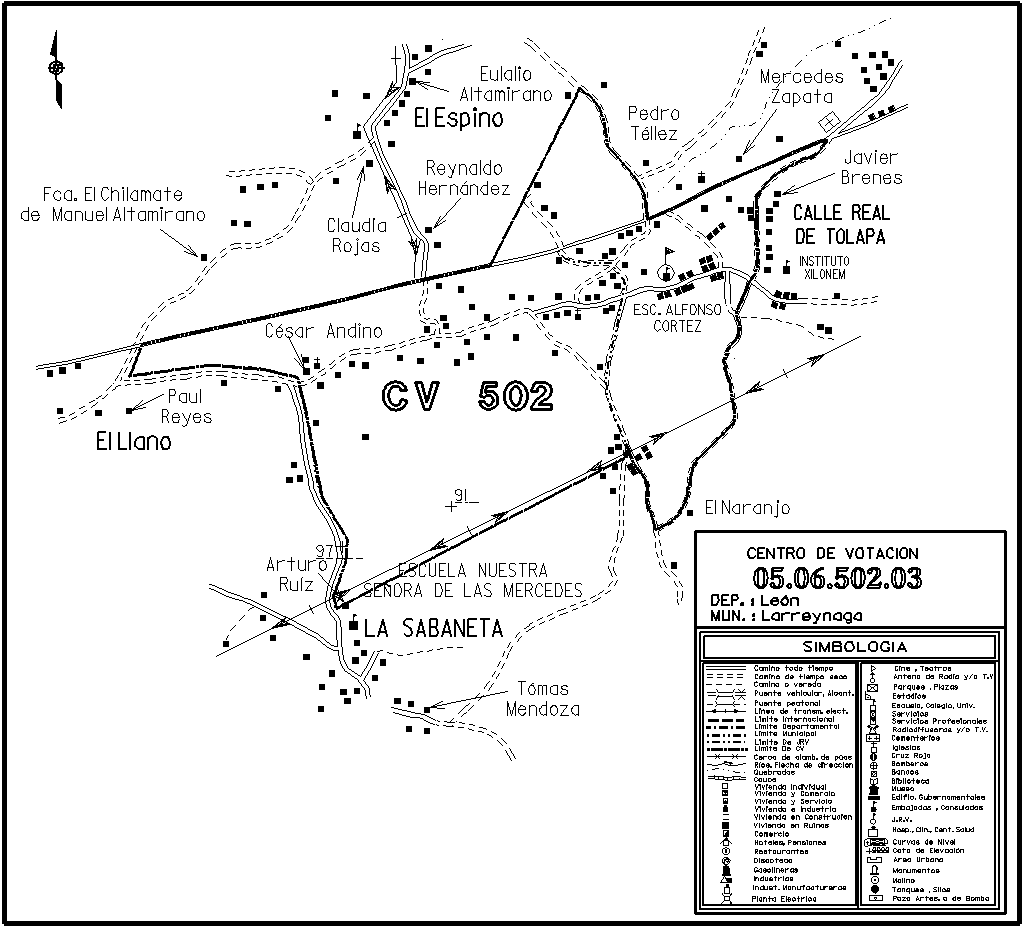 Eulalio
Altamirano
El Espino
Mercedes
Zapata
Pedro
Téllez
Reynaldo
Hernández
Javier
Brenes
Fca. El Chilamate
de Manuel Altamirano
Claudia
Rojas
CALLE REAL
DE TOLAPA
INSTITUTO
XILONEM
ESC. ALFONSO
CORTEZ
César Andino
CV 502
Paul
Reyes
El Llano
91
El Naranjo
97
Arturo
Ruíz
ESCUELA NUESTRA
SEÑORA DE LAS MERCEDES
LA SABANETA
Tómas
Mendoza
CENTRO DE VOTACION
05.06.502.03
DEP. : León
MUN. : Larreynaga
SIMBOLOGIA
Camino todo tiempo
Camino de tiempo seco
Camino o vereda
Puente vehicular, Alcant.
Puente peatonal
Línea de transm. elect.
Limite Internacional
Limite Departamental
Limite Municipal
Limite De JRV
Limite De CV
Cerca de alamb. de púas
Ríos, Flecha de dirección
Quebradas
Cauce
Vivienda Individual
Vivienda y Comercio
Vivienda y Servicio
Vivienda e Industria
Vivienda en Construcion
Vivienda en Ruinas
Comercio
Hoteles, Pensiones
Restaurantes
Discoteca
Gasolineras
Industrias
Indust. Manufactureras
Planta Electrica
Cine , Teatros
Antena de Radio y/o T.V
Parques , Plazas
Estadios
Escuela, Colegio, Univ.
Servicios
Servicios Profesionales
Radiodifusoras y/o T.V.
Cementerios
Iglesias
Cruz Roja
Bomberos
Bancos
Biblioteca
Museo
Edific. Gubernamentales
Embajadas , Consulados
J.R.V.
Hosp., Clin., Cent. Salud
Curvas de Nivel
Cota de Elevación
Area Urbana
Monumentos
Molino
Tanques , Silos
Pozo Artes. o de Bomba